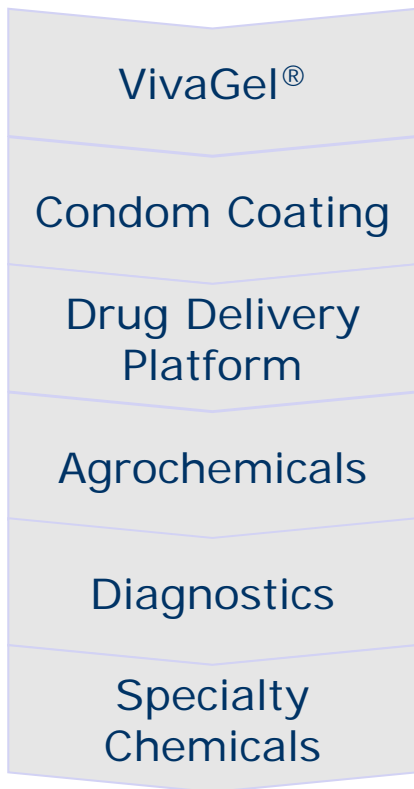 VivaGel®
Condom Coating
Drug Delivery
Platform
Agrochemicals
Diagnostics
Specialty
Chemicals